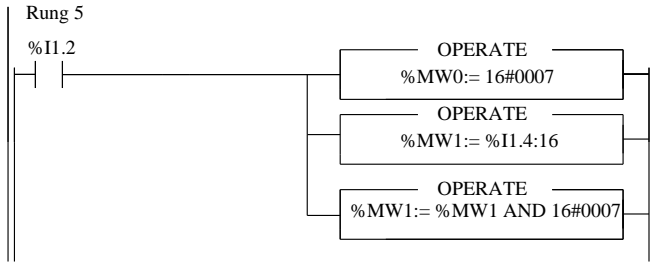 Rung 5
%I1.2
OPERATE
%MW0:= 16#0007
OPERATE
%MW1:= %I1.4:16
OPERATE
%MW1:= %MW1 AND 16#0007